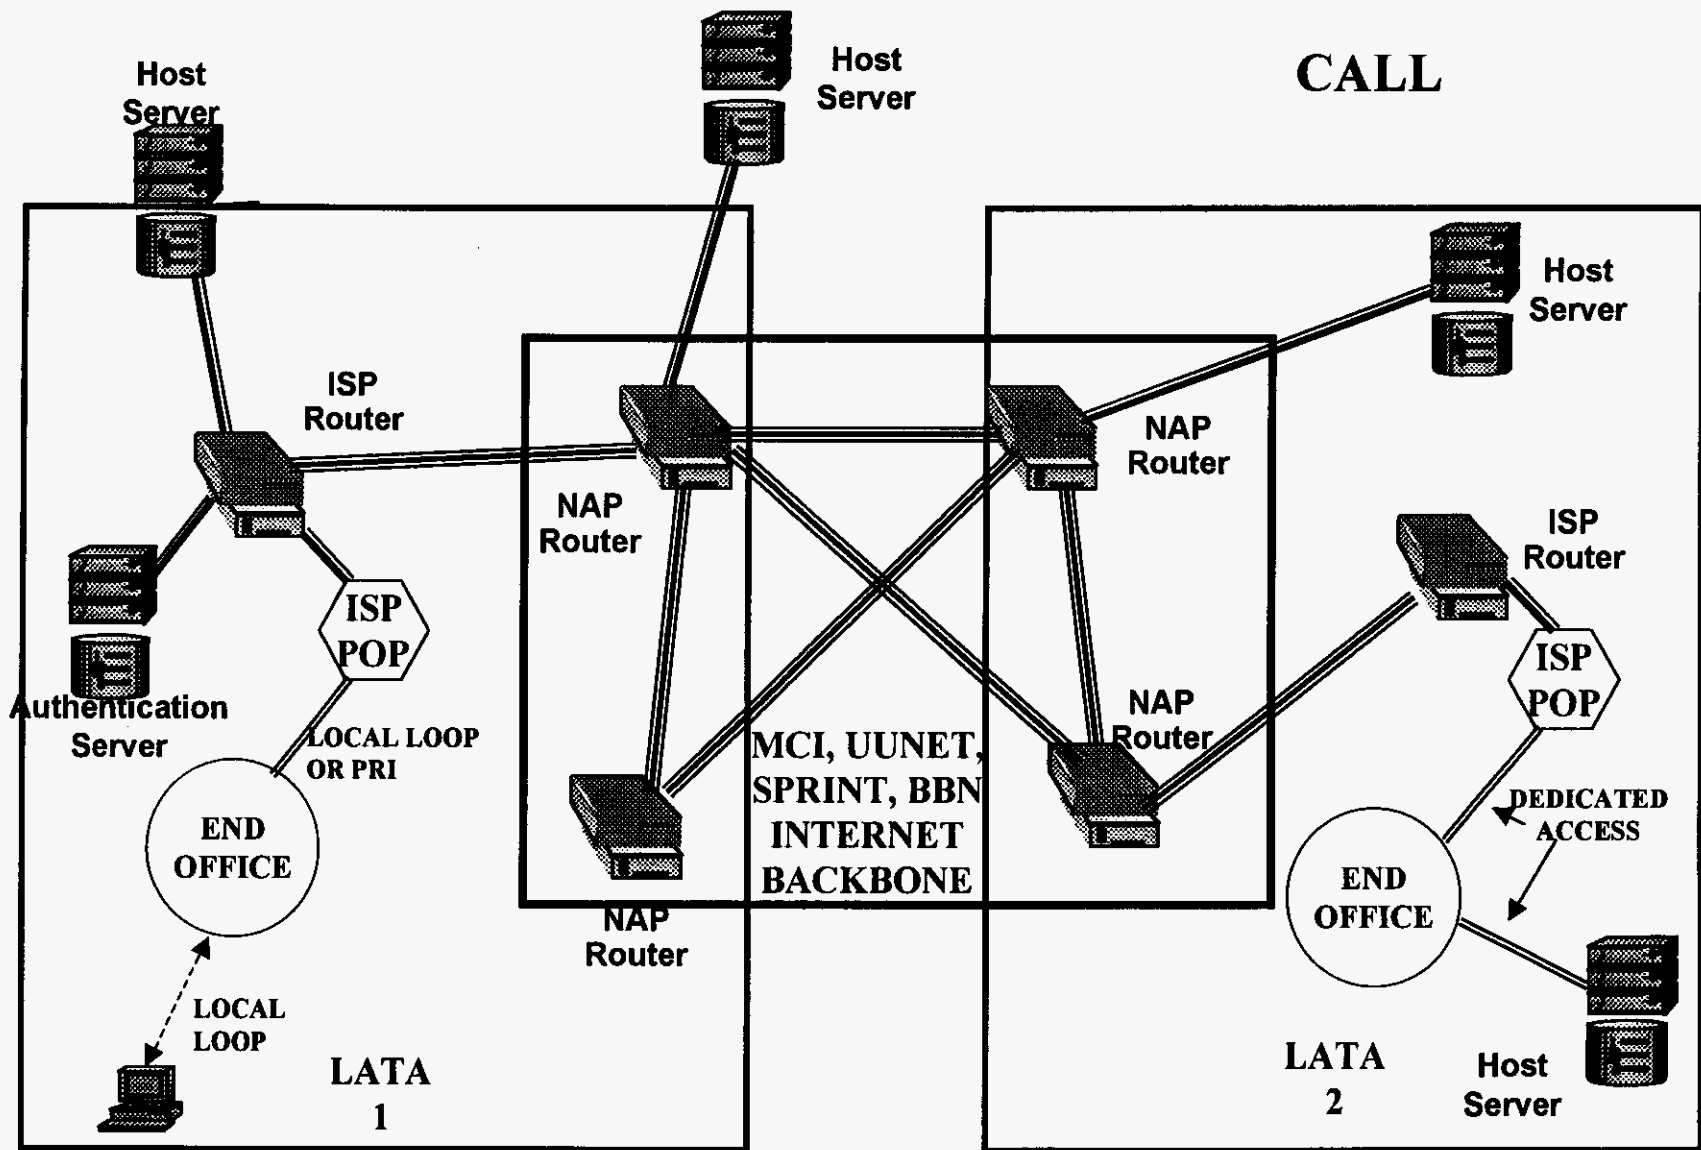 CALL
Host
Server
Host
Server
Host
Server
ISP
Router
NAP
Router
NAP
Router
ISP
Router
ISP
POP
ISP
POP
Authentication
Server
LOCAL LOOP
OR PRI
NAP
Router
MCI, UUNET,
SPRINT, BBN
INTERNET
BACKBONE
DEDICATED
ACCESS
END
OFFICE
END
OFFICE
NAP
Router
LOCAL
LOOP
LATA
1
LATA
2
Host
Server